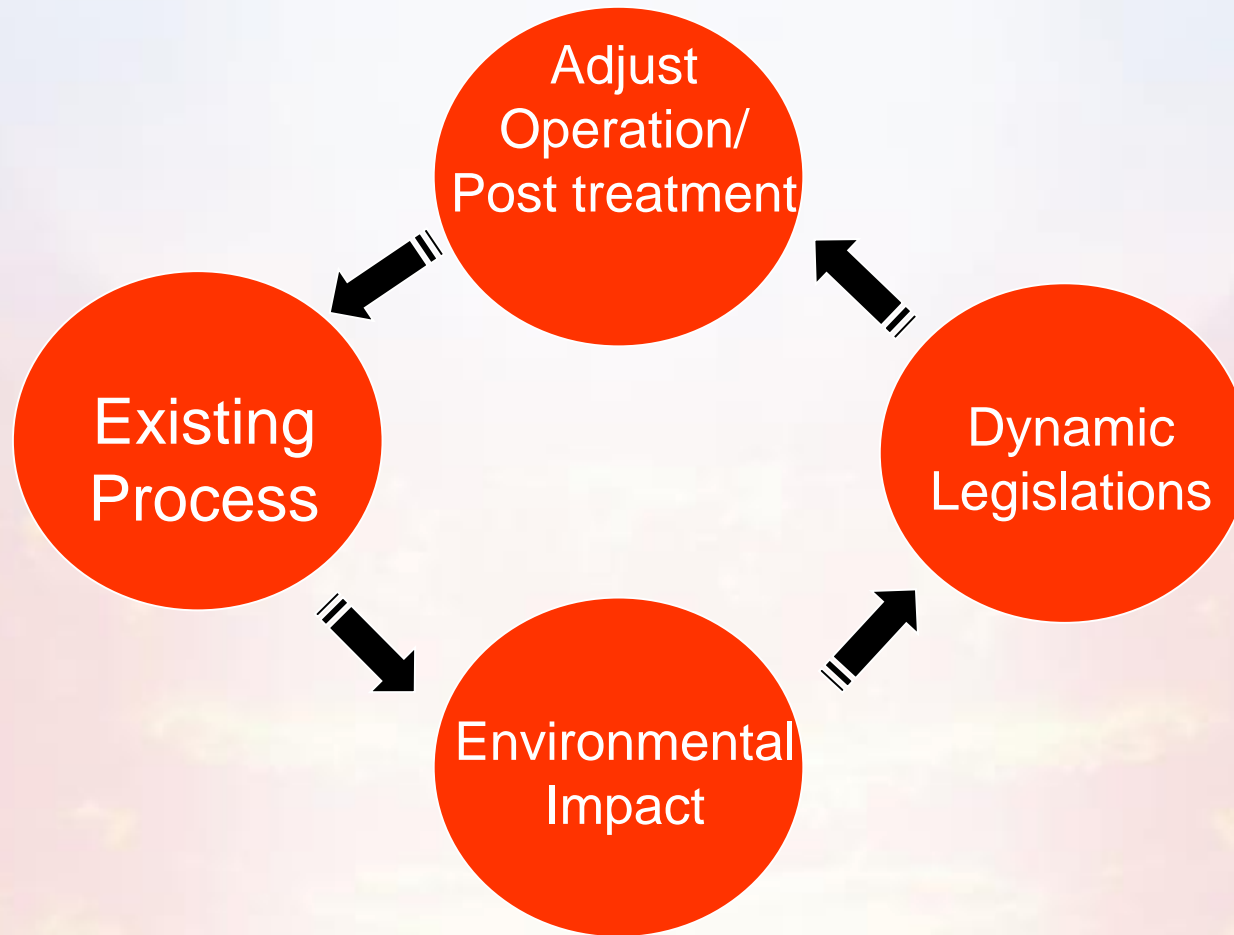 Adjust
Operation/
Post treatment
Existing
Process
Dynamic
Legislations
Environmental
Impact